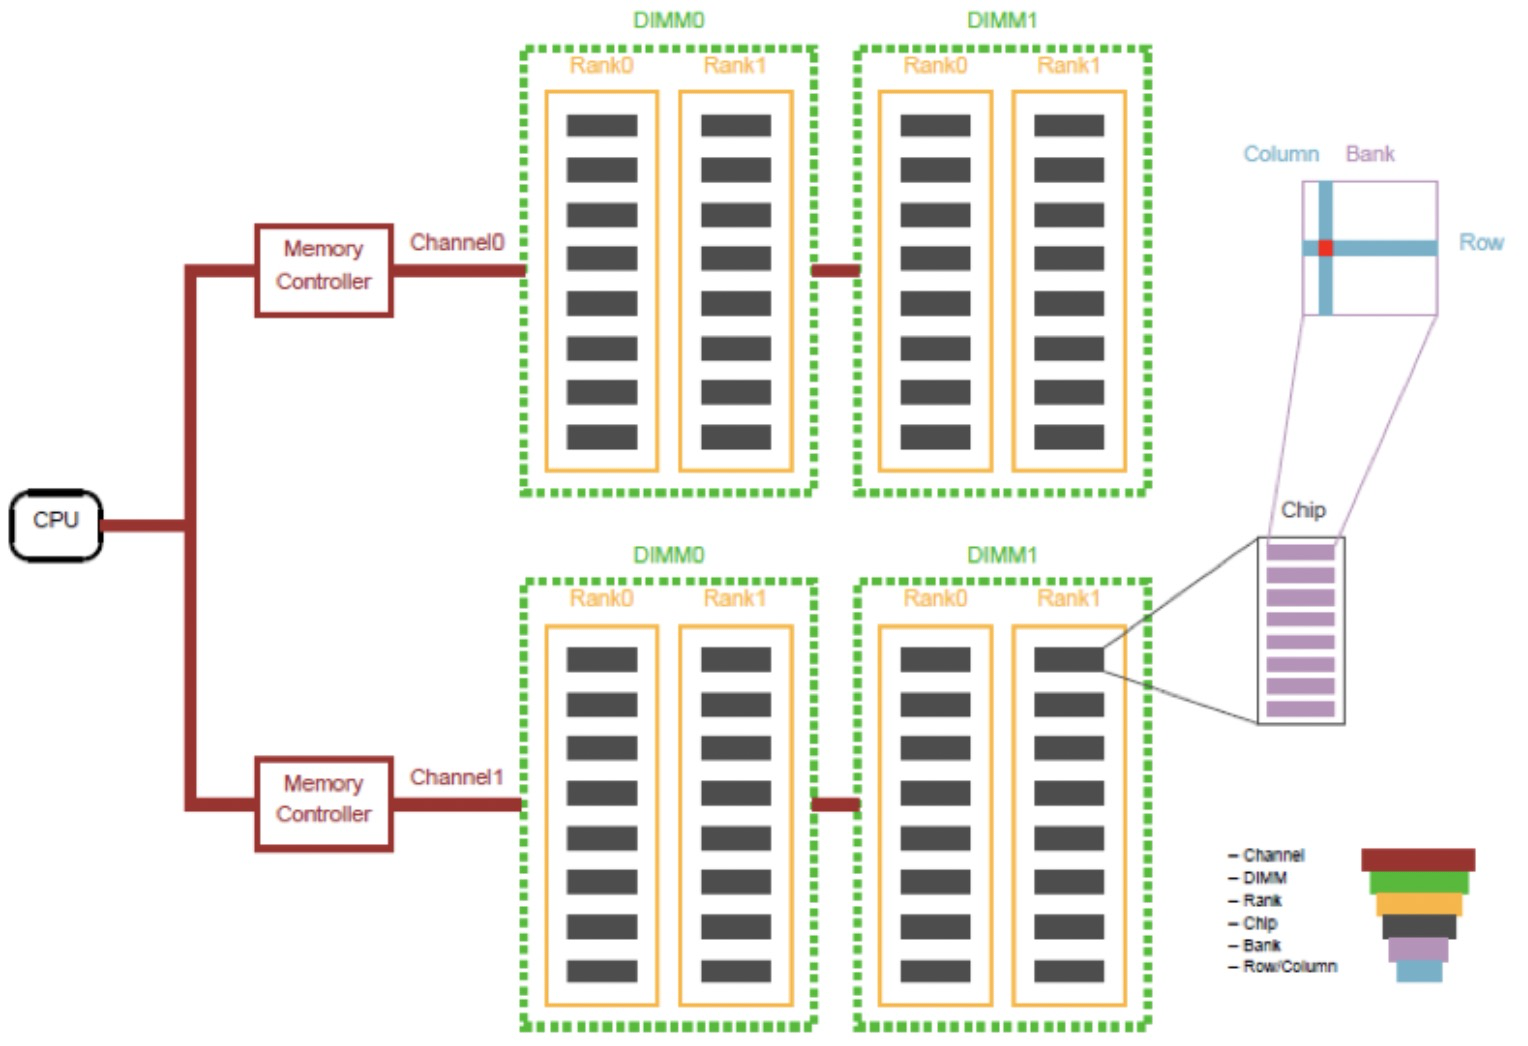 DIMM0
DIMM1
Rank0
Rank1
Rank0
Rank1
Column
Bank
Row
Memory
Controller
Channel0
CPU
Chip
DIMM0
DIMM1
Rank0
Rank1
Rank0
Rank1
Memory
Controller
Channel1
– Channel
– DIMM
– Rank
– Chip
– Bank
– Row/Column